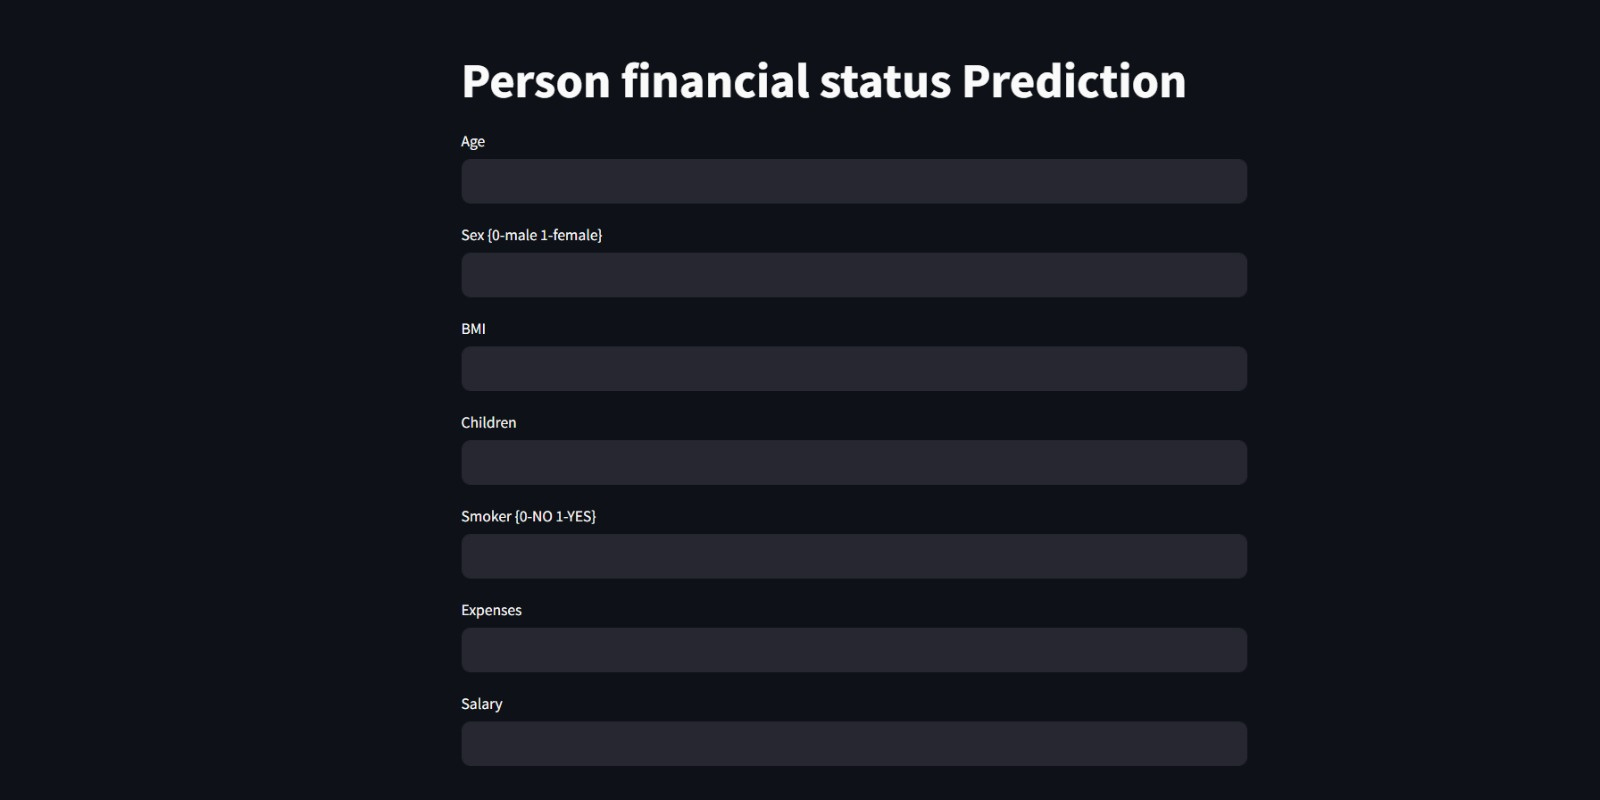 Person financial status Prediction
Age
Sex {0-male 1-female}
BMI
Children
Smoker {0-NO 1-YES}
Expenses
Salary